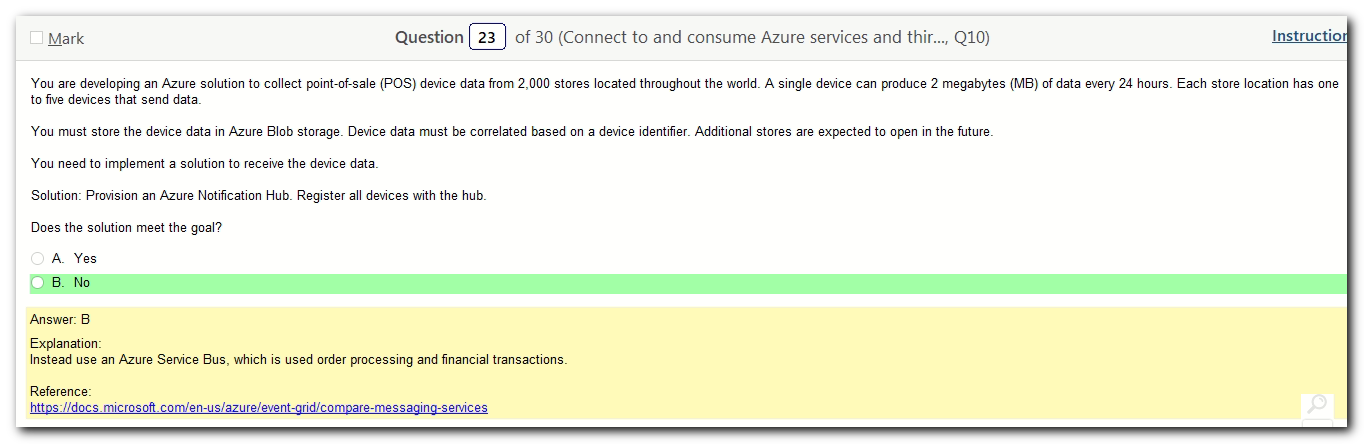 Mark
Question 23 of 30 (Connect to and consume Azure services and thir..., Q10)
Instruction
You are developing an Azure solution to collect point-of-sale (POS) device data from 2,000 stores located throughout the world. A single device can produce 2 megabytes (MB) of data every 24 hours. Each store location has one
to five devices that send data.
You must store the device data in Azure Blob storage. Device data must be correlated based on a device identifier. Additional stores are expected to open in the future.
You need to implement a solution to receive the device data.
Solution: Provision an Azure Notification Hub. Register all devices with the hub.
Does the solution meet the goal?
A. Yes
B. No
Answer: B
Explanation:
Instead use an Azure Service Bus, which is used order processing and financial transactions.
Reference:
https://docs.microsoft.com/en-us/azure/event-grid/compare-messaging-services